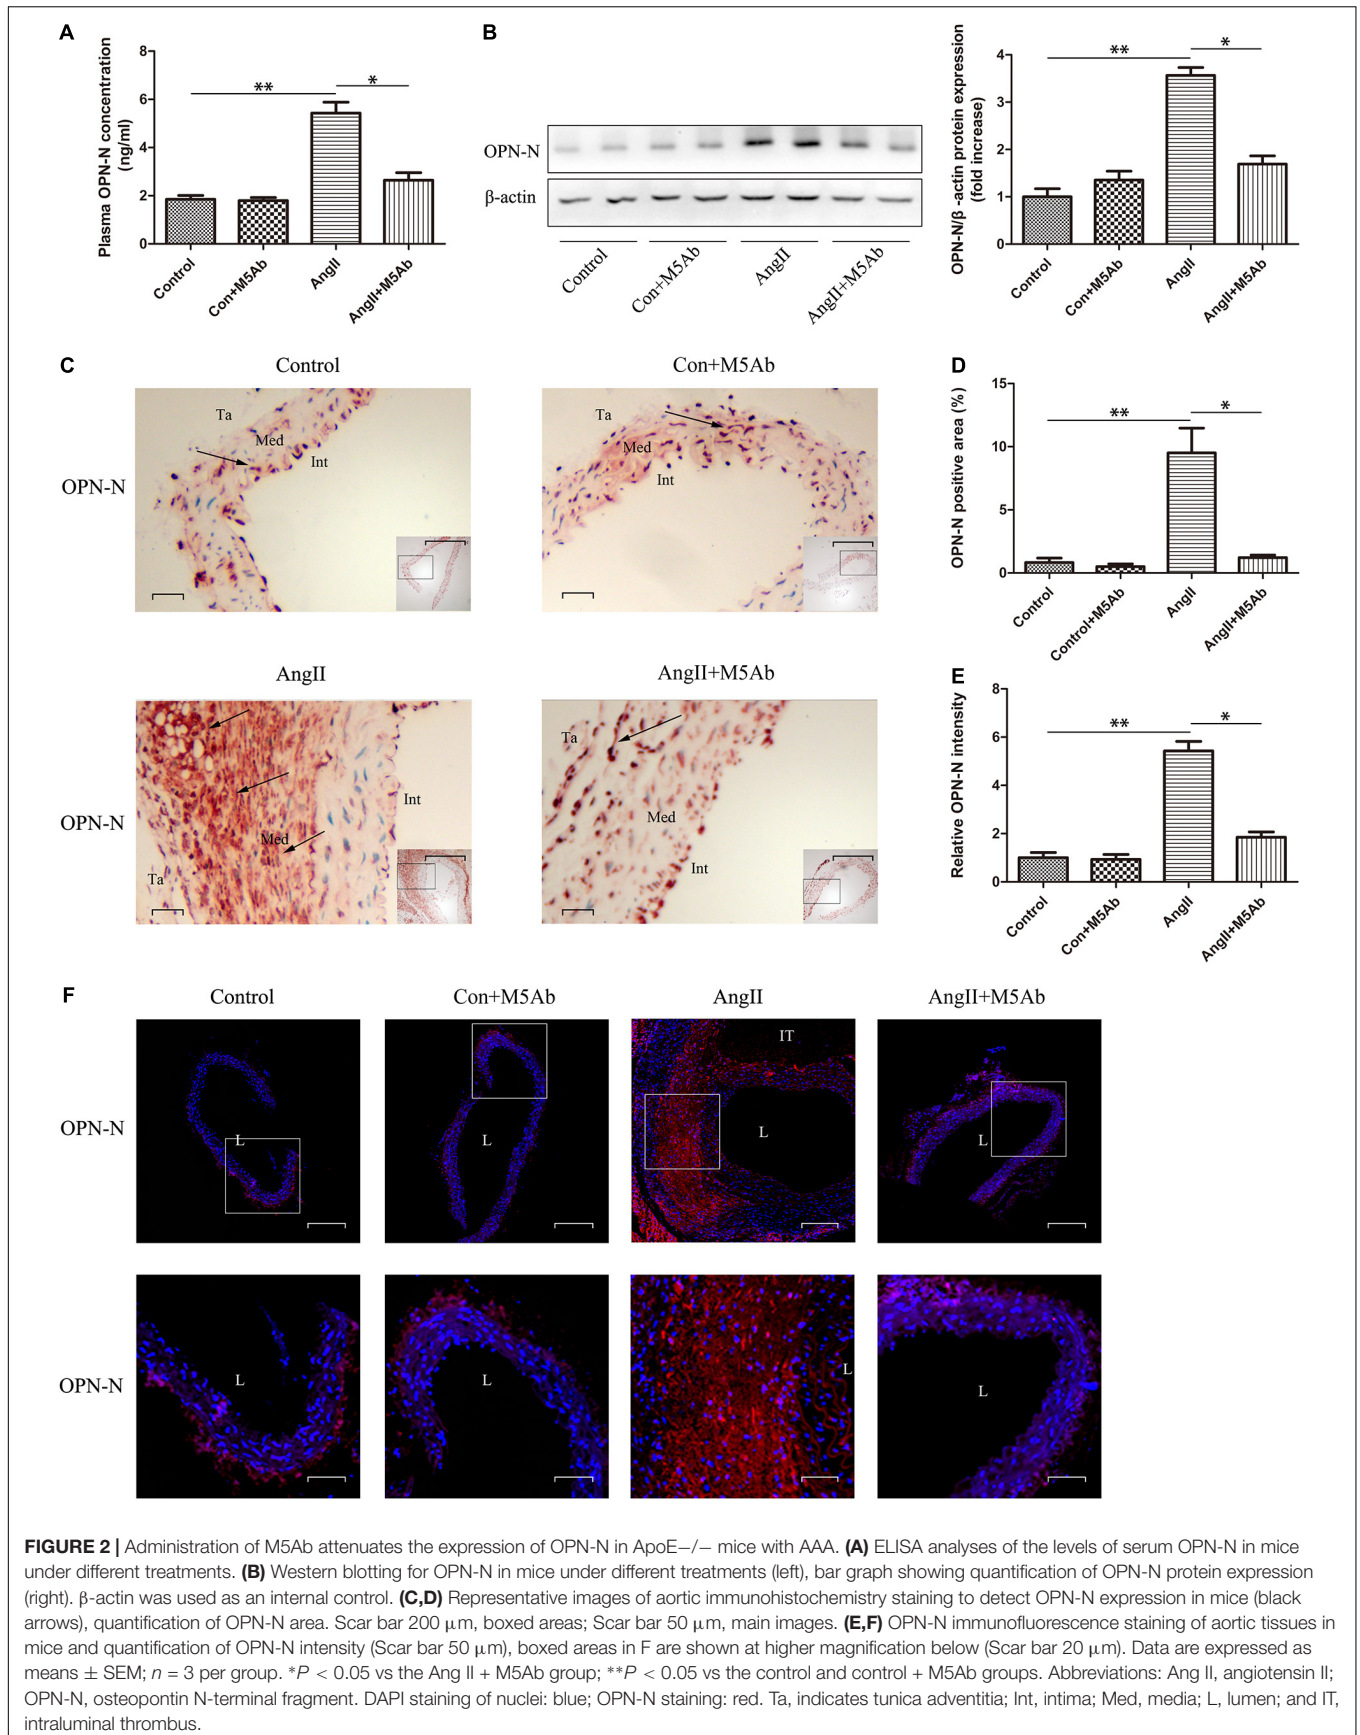 A
Plasma OPN-N concentration
(ng/ml)
8
6
4
2
0
**
*
Control
Con+M5Ab
AngII
AngII+M5Ab
B
OPN-N
β-actin
Control
Con+M5Ab
AngII
AngII+M5Ab
OPN-N/β -actin protein expression
(fold increase)
4
3
2
1
0
**
*
Control
Con+M5Ab
AngII
AngII+M5Ab
C
Control
Con+M5Ab
OPN-N
Ta
Med
Int
Ta
Med
Int
AngII
AngII+M5Ab
OPN-N
Ta
Med
Int
Ta
Med
Int
D
OPN-N positive area (%)
15
10
5
0
**
*
Control
Control+M5Ab
AngII
AngII+M5Ab
E
Relative OPN-N intensity
8
6
4
2
0
**
*
Control
Con+M5Ab
AngII
AngII+M5Ab
F
Control
Con+M5Ab
AngII
AngII+M5Ab
OPN-N
L
L
IT
L
L
OPN-N
L
L
L
L
FIGURE 2 | Administration of M5Ab attenuates the expression of OPN-N in ApoE−/− mice with AAA. (A) ELISA analyses of the levels of serum OPN-N in mice
under different treatments. (B) Western blotting for OPN-N in mice under different treatments (left), bar graph showing quantification of OPN-N protein expression
(right). β-actin was used as an internal control. (C,D) Representative images of aortic immunohistochemistry staining to detect OPN-N expression in mice (black
arrows), quantification of OPN-N area. Scar bar 200 μm, boxed areas; Scar bar 50 μm, main images. (E,F) OPN-N immunofluorescence staining of aortic tissues in
mice and quantification of OPN-N intensity (Scar bar 50 μm), boxed areas in F are shown at higher magnification below (Scar bar 20 μm). Data are expressed as
means ± SEM; n = 3 per group. *P < 0.05 vs the Ang II + M5Ab group; **P < 0.05 vs the control and control + M5Ab groups. Abbreviations: Ang II, angiotensin II;
OPN-N, osteopontin N-terminal fragment. DAPI staining of nuclei: blue; OPN-N staining: red. Ta, indicates tunica adventitia; Int, intima; Med, media; L, lumen; and IT,
intraluminal thrombus.